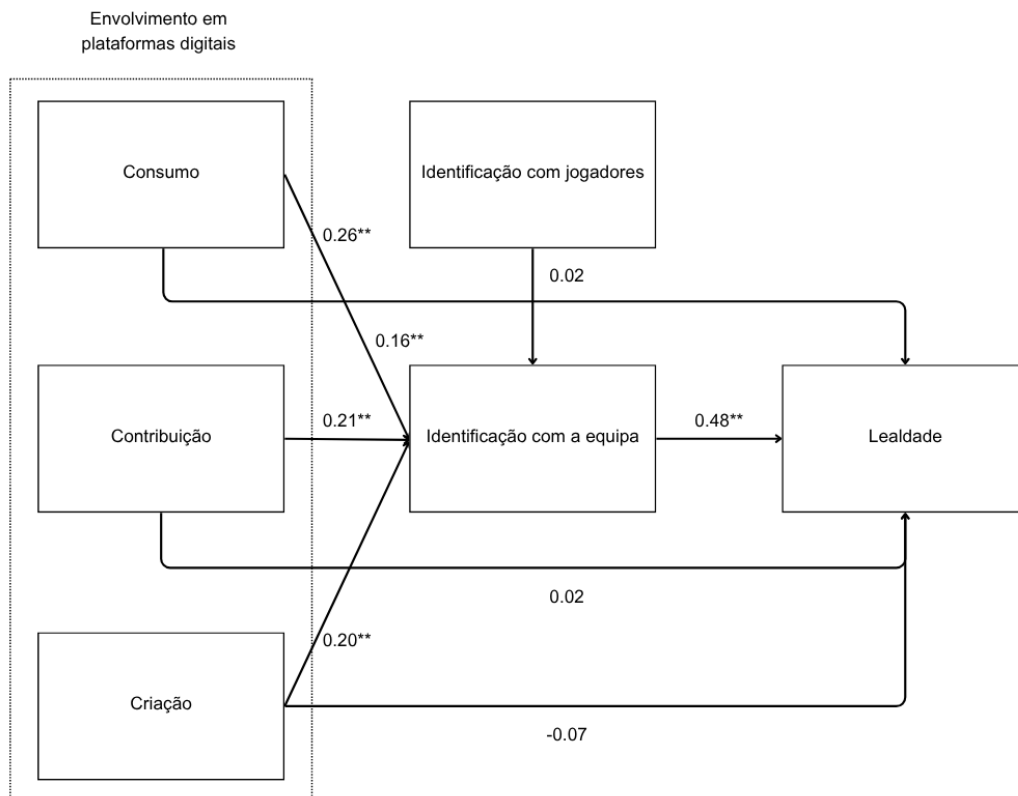 Envolvimento em
plataformas digitais
Consumo
Identificação com jogadores
0.26**
0.02
0.16**
Contribuição
0.21**
Identificação com a equipa
0.48**
Lealdade
0.02
0.20**
Criação
-0.07